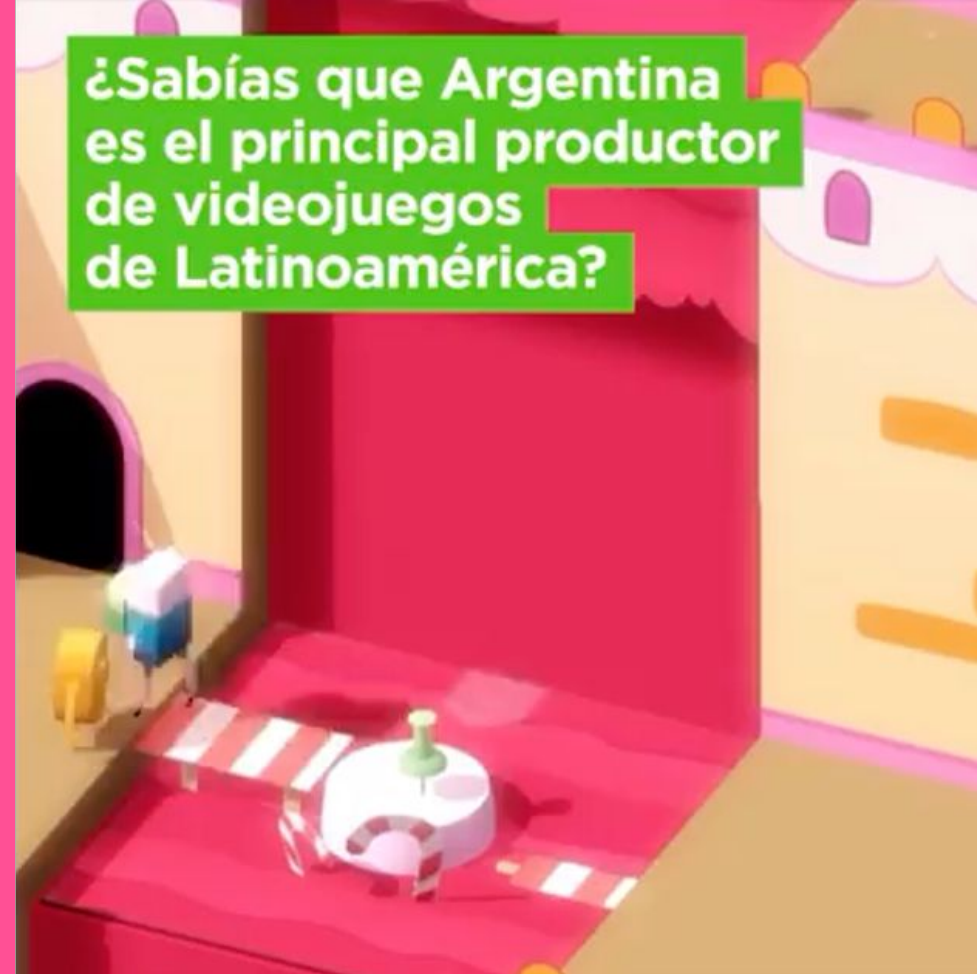 ¿Sabías que Argentina
es el principal productor
de videojuegos
de Latinoamérica?